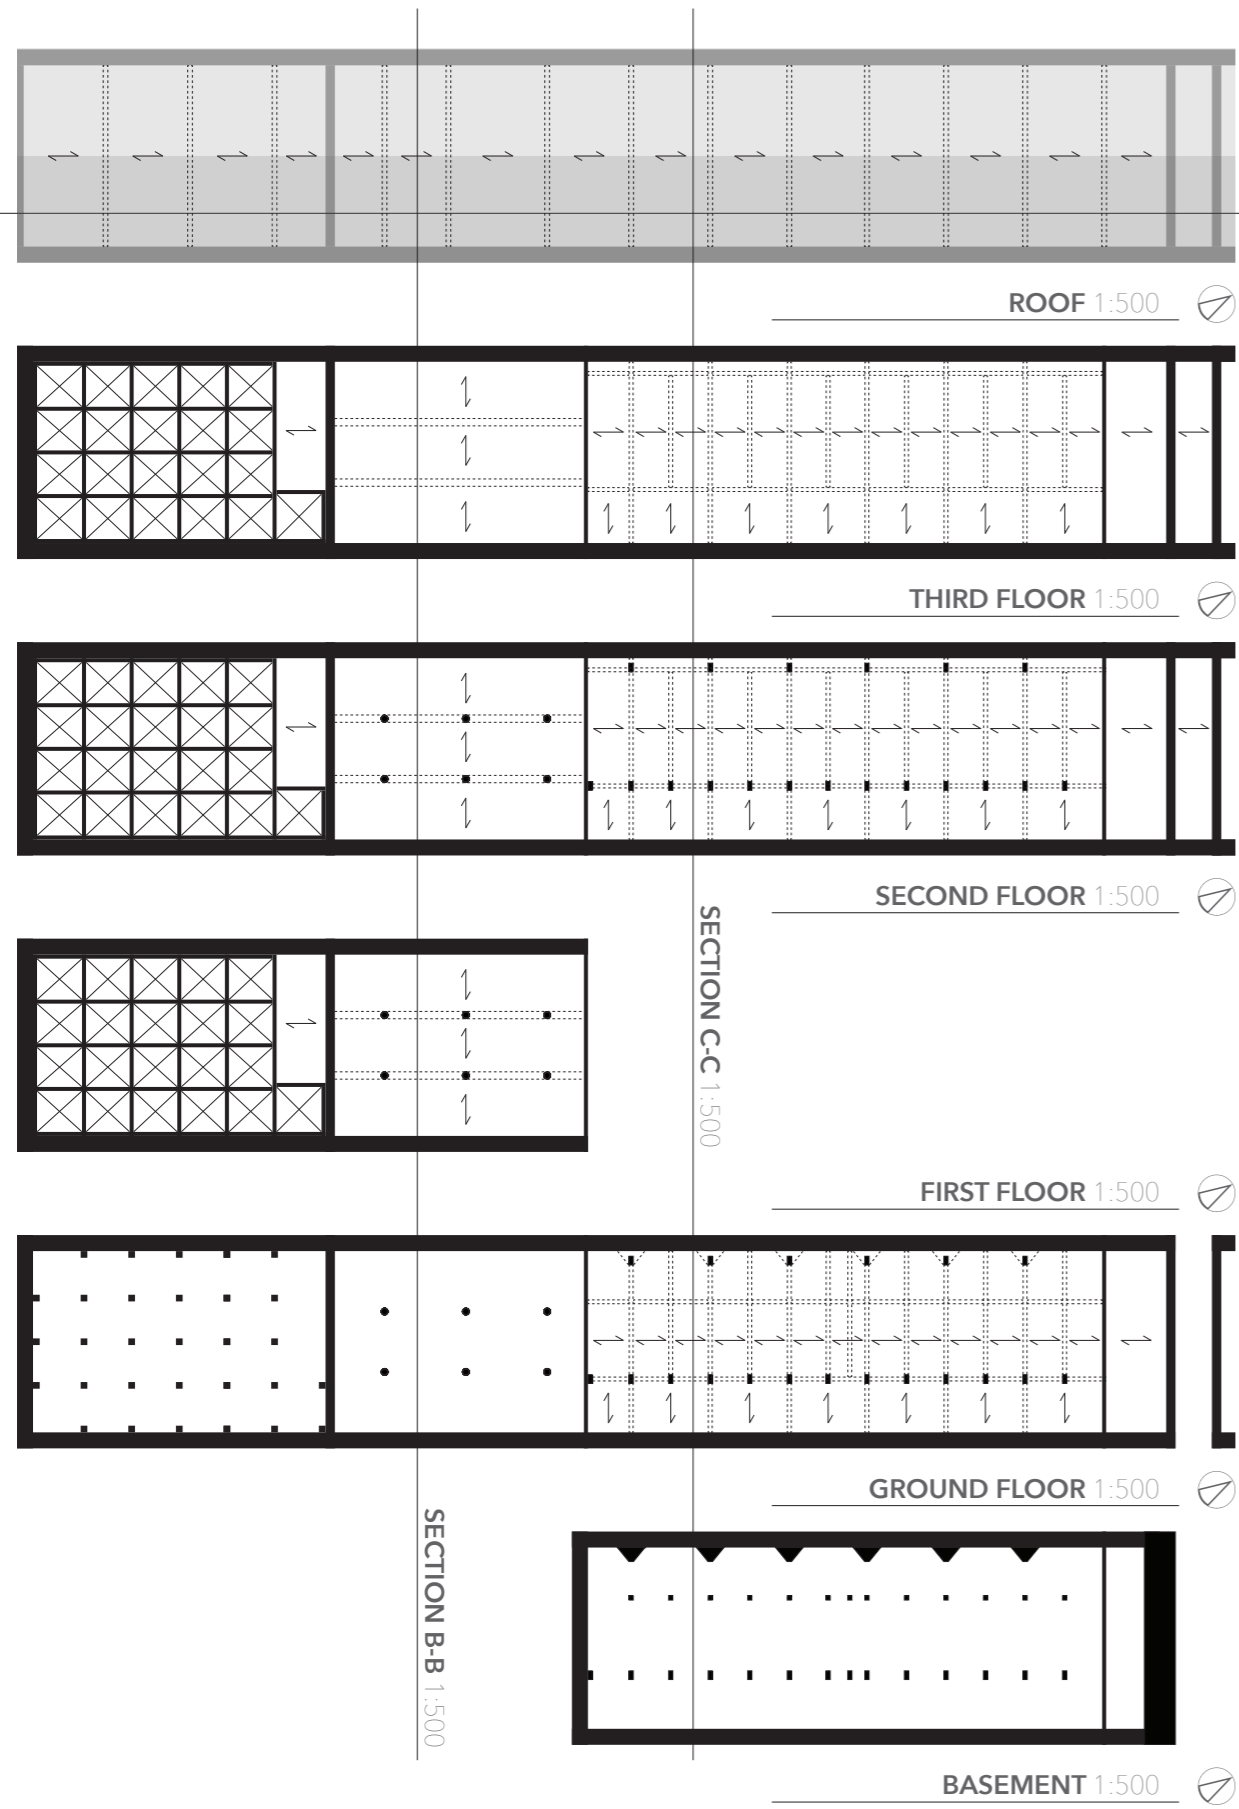 ROOF 1:500
THIRD FLOOR 1:500
SECOND FLOOR 1:500
SECTION C-C 1:500
FIRST FLOOR 1:500
GROUND FLOOR 1:500
SECTION B-B 1:500
BASEMENT 1:500